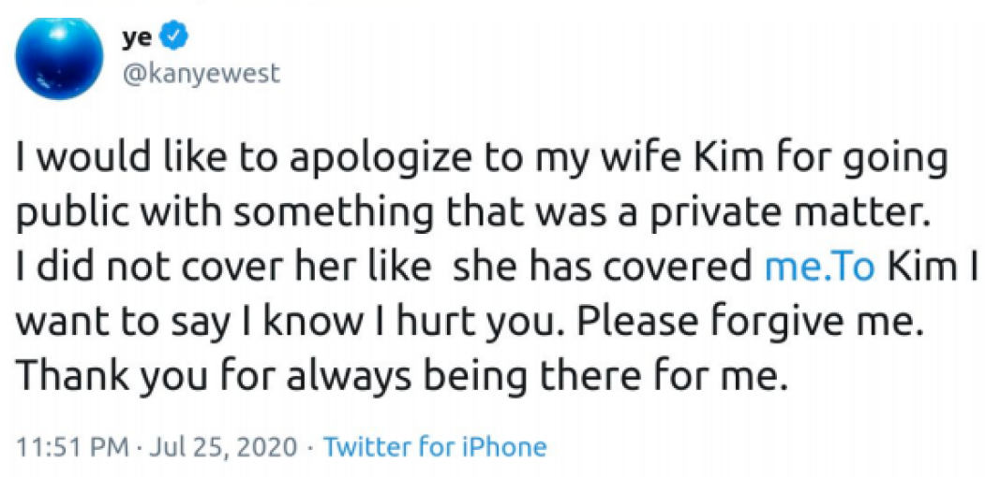 ye
@kanyewest
I would like to apologize to my wife Kim for going
public with something that was a private matter.
I did not cover her like  she has covered me.To Kim I
want to say I know I hurt you. Please forgive me.
Thank you for always being there for me.
11:51 PM · Jul 25, 2020 · Twitter for iPhone